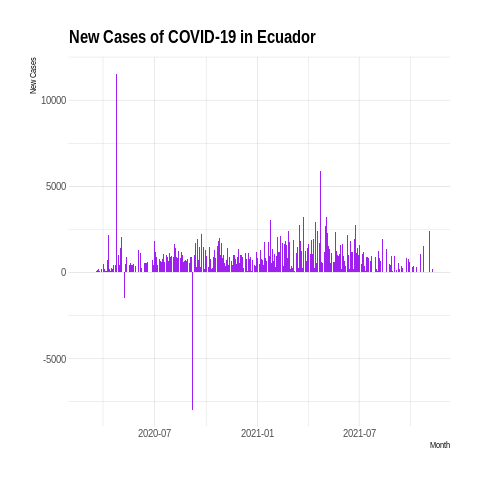 New Cases of COVID-19 in Ecuador
New Cases
10000
5000
0
-5000
2020-07
2021-01
2021-07
Month